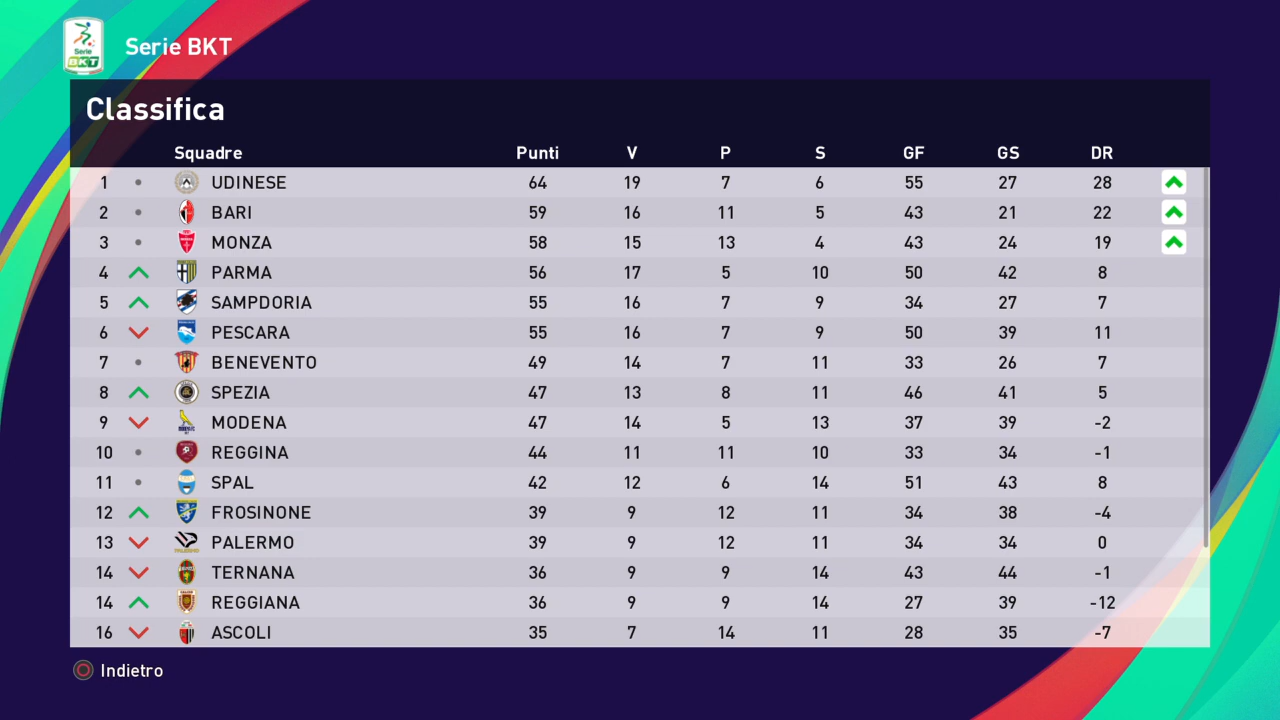 Serie BKT
Serie BKT
Classifica
Squadre Punti V P S GF GS DR
1 UDINESE 64 19 7 6 55 27 28
2 BARI 59 16 11 5 43 21 22
3 MONZA 58 15 13 4 43 24 19
4 PARMA 56 17 5 10 50 42 8
5 SAMPDORIA 55 16 7 9 34 27 7
6 PESCARA 55 16 7 9 50 39 11
7 BENEVENTO 49 14 7 11 33 26 7
8 SPEZIA 47 13 8 11 46 41 5
9 MODENA 47 14 5 13 37 39 -2
10 REGGINA 44 11 11 10 33 34 -1
11 SPAL 42 12 6 14 51 43 8
12 FROSINONE 39 9 12 11 34 38 -4
13 PALERMO 39 9 12 11 34 34 0
14 TERNANA 36 9 9 14 43 44 -1
14 REGGIANA 36 9 9 14 27 39 -12
16 ASCOLI 35 7 14 11 28 35 -7
Indietro